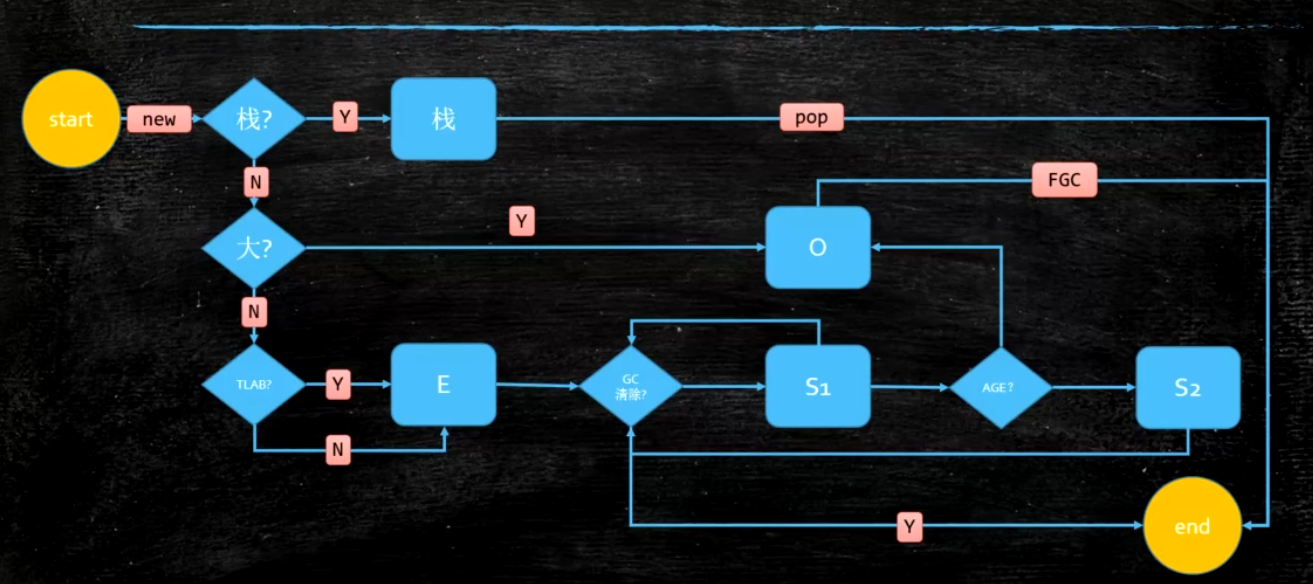 start
new
栈?
Y
栈
pop
N
FGC
Y
大?
O
N
TLAB?
Y
E
GC
清除?
S1
AGE?
S2
N
Y
end